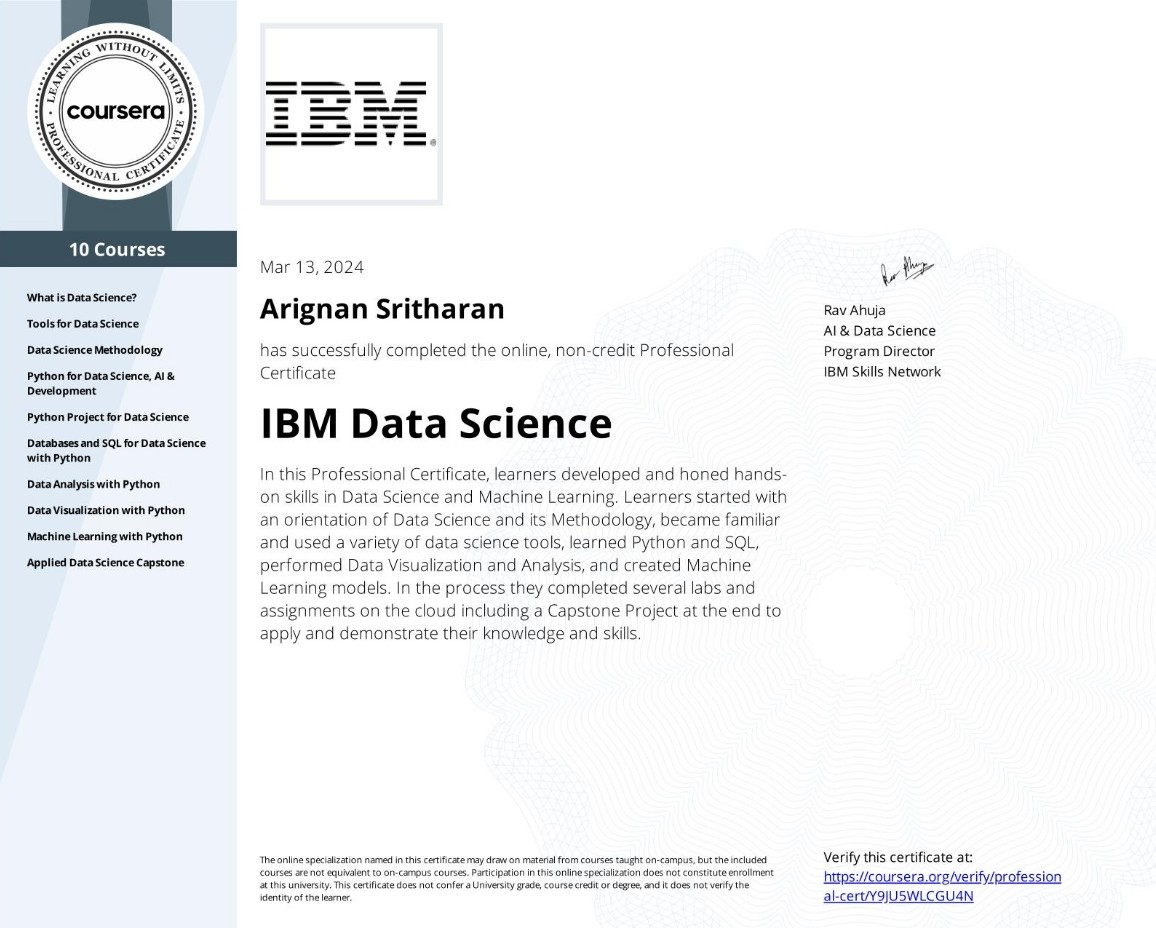 LEARNING WITHOUT LIMITS
coursera
PROFESSIONAL CERTIFICATE
10 Courses
What is Data Science?
Tools for Data Science
Data Science Methodology
Python for Data Science, AI &
Development
Python Project for Data Science
Databases and SQL for Data Science
with Python
Data Analysis with Python
Data Visualization with Python
Machine Learning with Python
Applied Data Science Capstone
IBM®
Mar 13, 2024
Arignan Sritharan
has successfully completed the online, non-credit Professional
Certificate
IBM Data Science
In this Professional Certificate, learners developed and honed hands-
on skills in Data Science and Machine Learning. Learners started with
an orientation of Data Science and its Methodology, became familiar
and used a variety of data science tools, learned Python and SQL,
performed Data Visualization and Analysis, and created Machine
Learning models. In the process they completed several labs and
assignments on the cloud including a Capstone Project at the end to
apply and demonstrate their knowledge and skills.
Rav Ahuja
Rav Ahuja
AI & Data Science
Program Director
IBM Skills Network
The online specialization named in this certificate may draw on material from courses taught on-campus, but the included
courses are not equivalent to on-campus courses. Participation in this online specialization does not constitute enrollment
at this university. This certificate does not confer a University grade, course credit or degree, and it does not verify the
identity of the learner.
Verify this certificate at:
https://coursera.org/verify/profession
al-cert/Y9JU5WLCGU4N